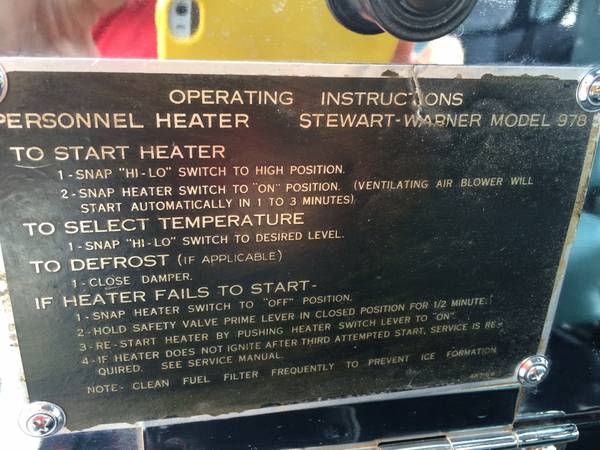 OPERATING INSTRUCTIONS
PERSONNEL HEATER STEWART-WARNER MODEL 978
TO START HEATER
1-SNAP "HI-LO" SWITCH TO HIGH POSITION.
2-SNAP HEATER SWITCH TO "ON" POSITION. (VENTILATING AIR BLOWER WILL
START AUTOMATICALLY IN 1 TO 3 MINUTES)
TO SELECT TEMPERATURE
1-SNAP "HI-LO" SWITCH TO DESIRED LEVEL.
TO DEFROST (IF APPLICABLE)
1-CLOSE DAMPER.
IF HEATER FAILS TO START-
1-SNAP HEATER SWITCH TO "OFF" POSITION.
2-HOLD SAFETY VALVE PRIME LEVER IN CLOSED POSITION FOR 1/2 MINUTE.
3-RE-START HEATER BY PUSHING HEATER SWITCH LEVER TO "ON".
4-IF HEATER DOES NOT IGNITE AFTER THIRD ATTEMPTED START, SERVICE IS RE-
QUIRED. SEE SERVICE MANUAL.
NOTE- CLEAN FUEL FILTER FREQUENTLY TO PREVENT ICE FORMATION